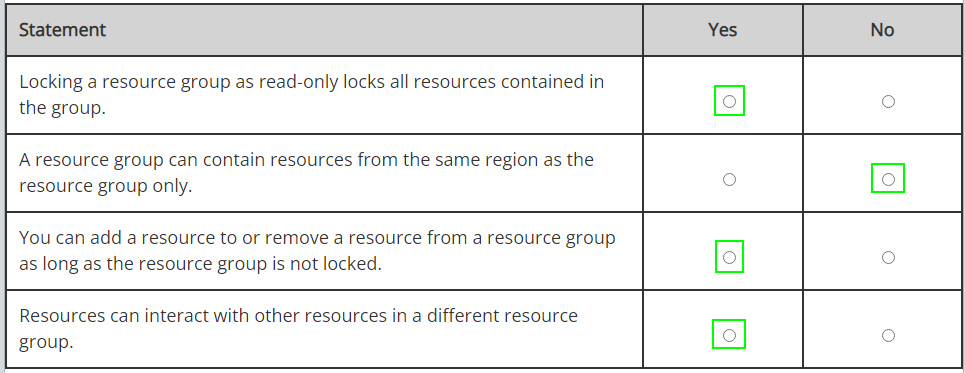 Statement Yes No
Locking a resource group as read-only locks all resources contained in
the group.
A resource group can contain resources from the same region as the
resource group only.
You can add a resource to or remove a resource from a resource group
as long as the resource group is not locked.
Resources can interact with other resources in a different resource
group.